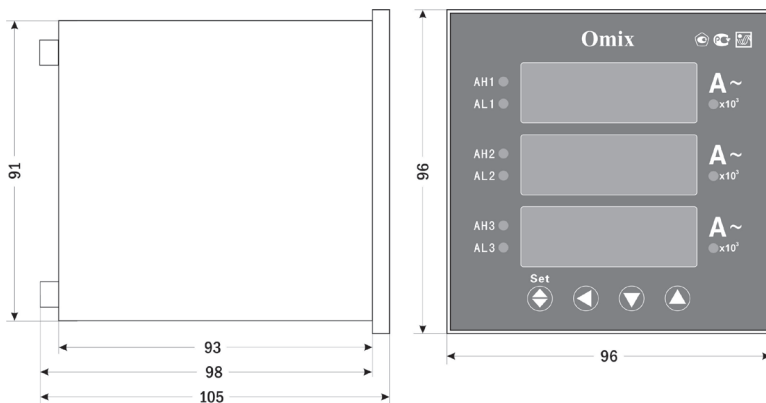 Omix
AH1
AL1
A~
x10³
AH2
AL2
A~
x10³
AH3
AL3
A~
x10³
Set
91
93
98
105
96
96